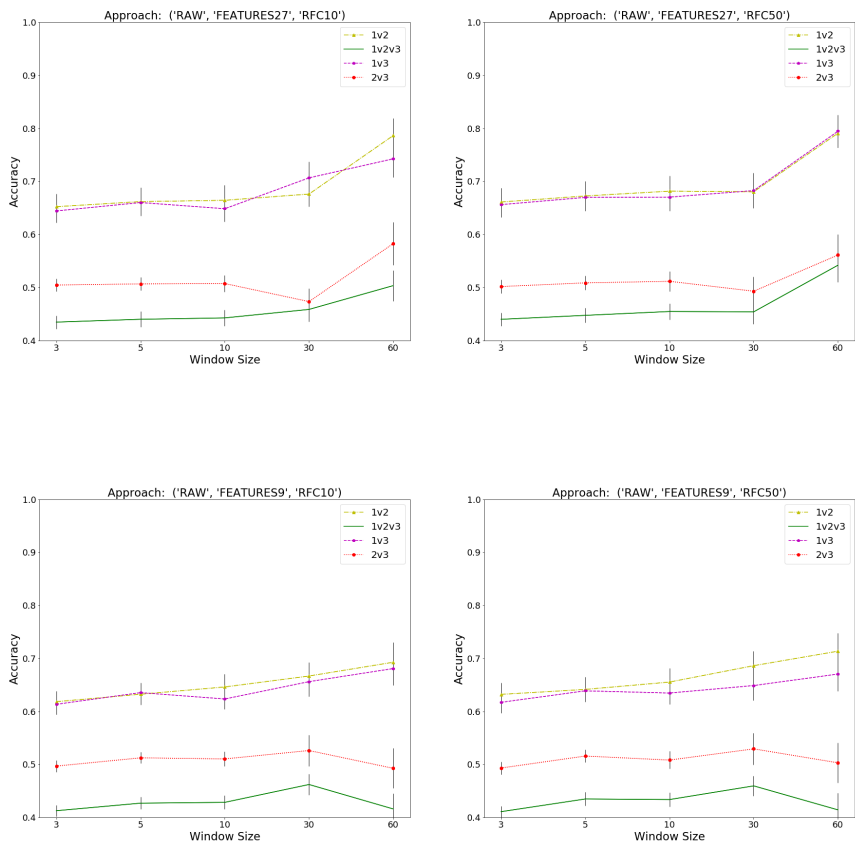 Approach:  ('RAW', 'FEATURES27', 'RFC10')
1.0
0.9
0.8
0.7
0.6
0.5
0.4
Accuracy
1v2
1v2v3
1v3
2v3
3 5 10 30 60
Window Size
Approach:  ('RAW', 'FEATURES27', 'RFC50')
1.0
0.9
0.8
0.7
0.6
0.5
0.4
Accuracy
1v2
1v2v3
1v3
2v3
3 5 10 30 60
Window Size
Approach:  ('RAW', 'FEATURES9', 'RFC10')
1.0
0.9
0.8
0.7
0.6
0.5
0.4
Accuracy
1v2
1v2v3
1v3
2v3
3 5 10 30 60
Window Size
Approach:  ('RAW', 'FEATURES9', 'RFC50')
1.0
0.9
0.8
0.7
0.6
0.5
0.4
Accuracy
1v2
1v2v3
1v3
2v3
3 5 10 30 60
Window Size